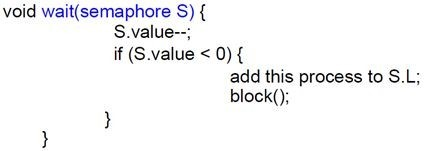 void wait(semaphore S) {
S.value--;
if (S.value < 0) {
add this process to S.L;
block();
}
}